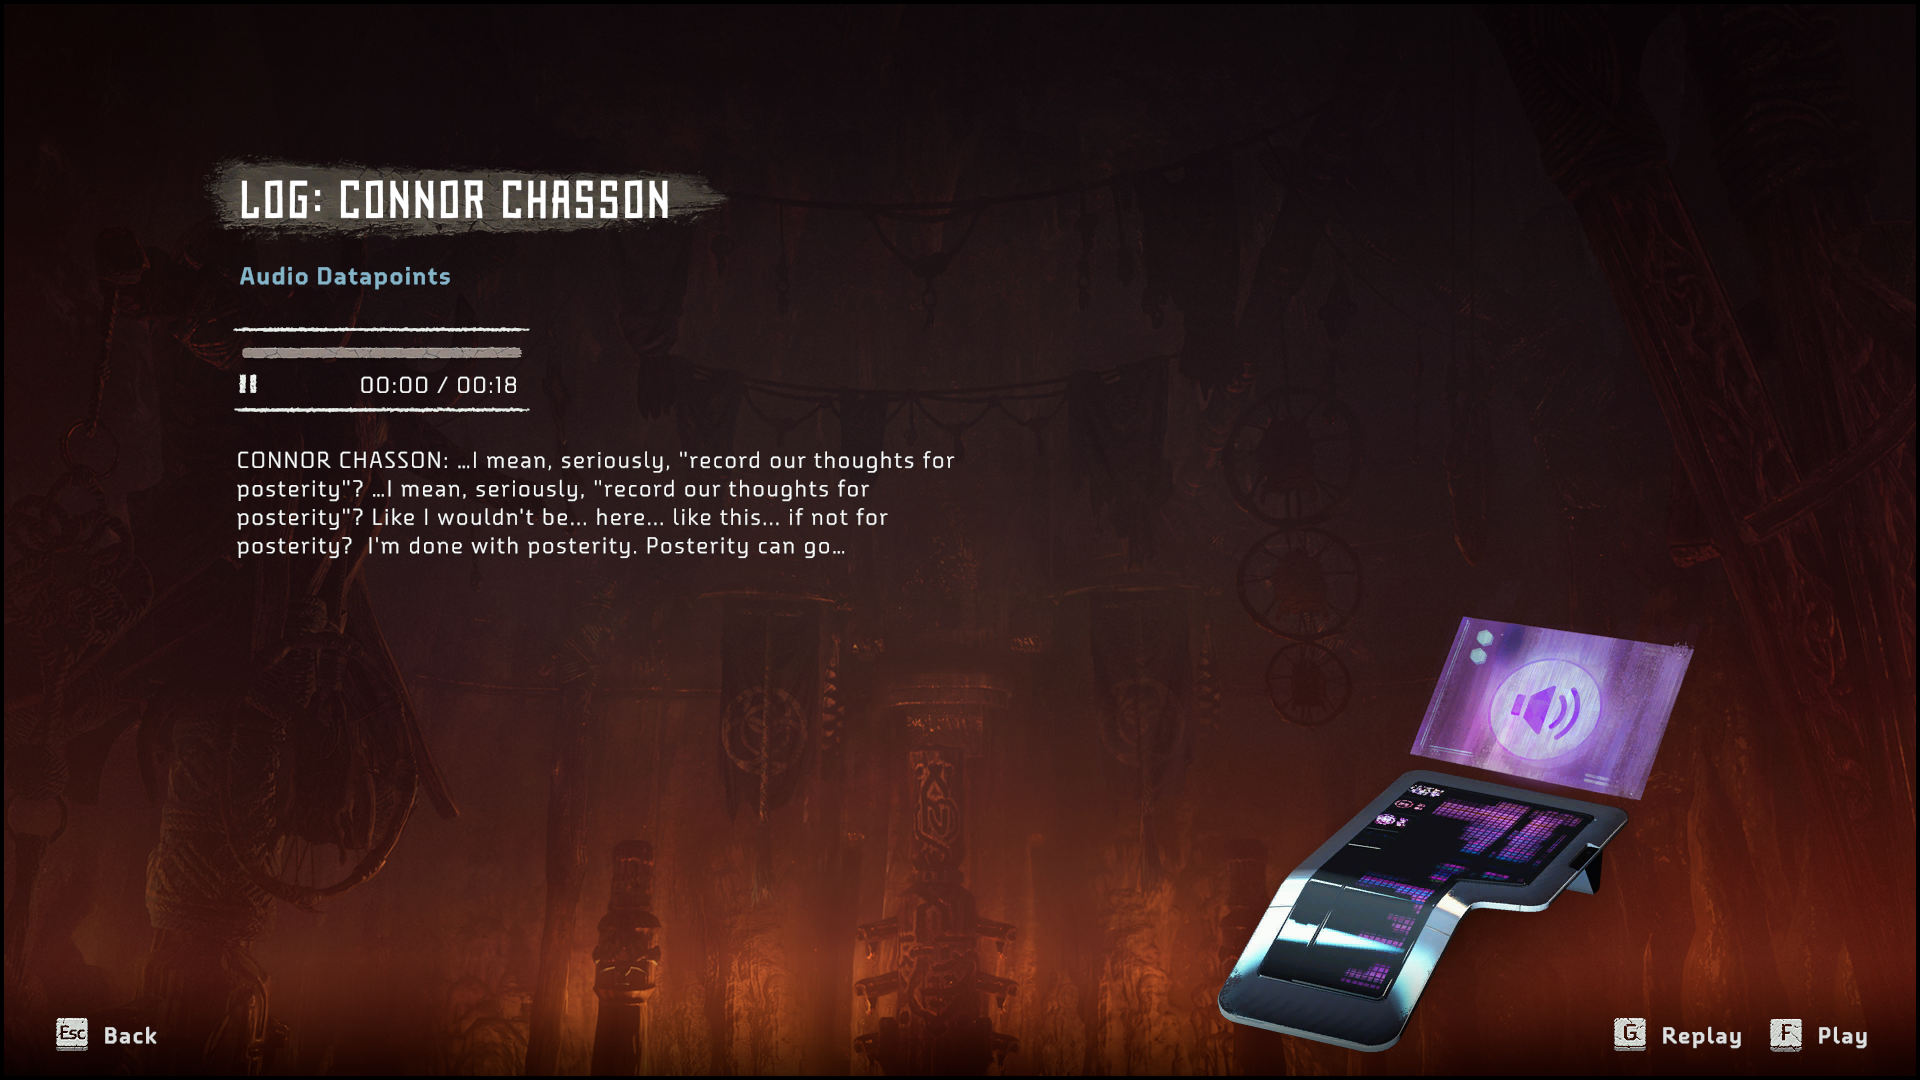 LOG: CONNOR CHASSON
Audio Datapoints
00:00 / 00:18
CONNOR CHASSON: ...I mean, seriously, "record our thoughts for
posterity"? ...I mean, seriously, "record our thoughts for
posterity"? Like I wouldn't be... here... like this... if not for
posterity?  I'm done with posterity. Posterity can go...
Esc Back
G Replay F Play